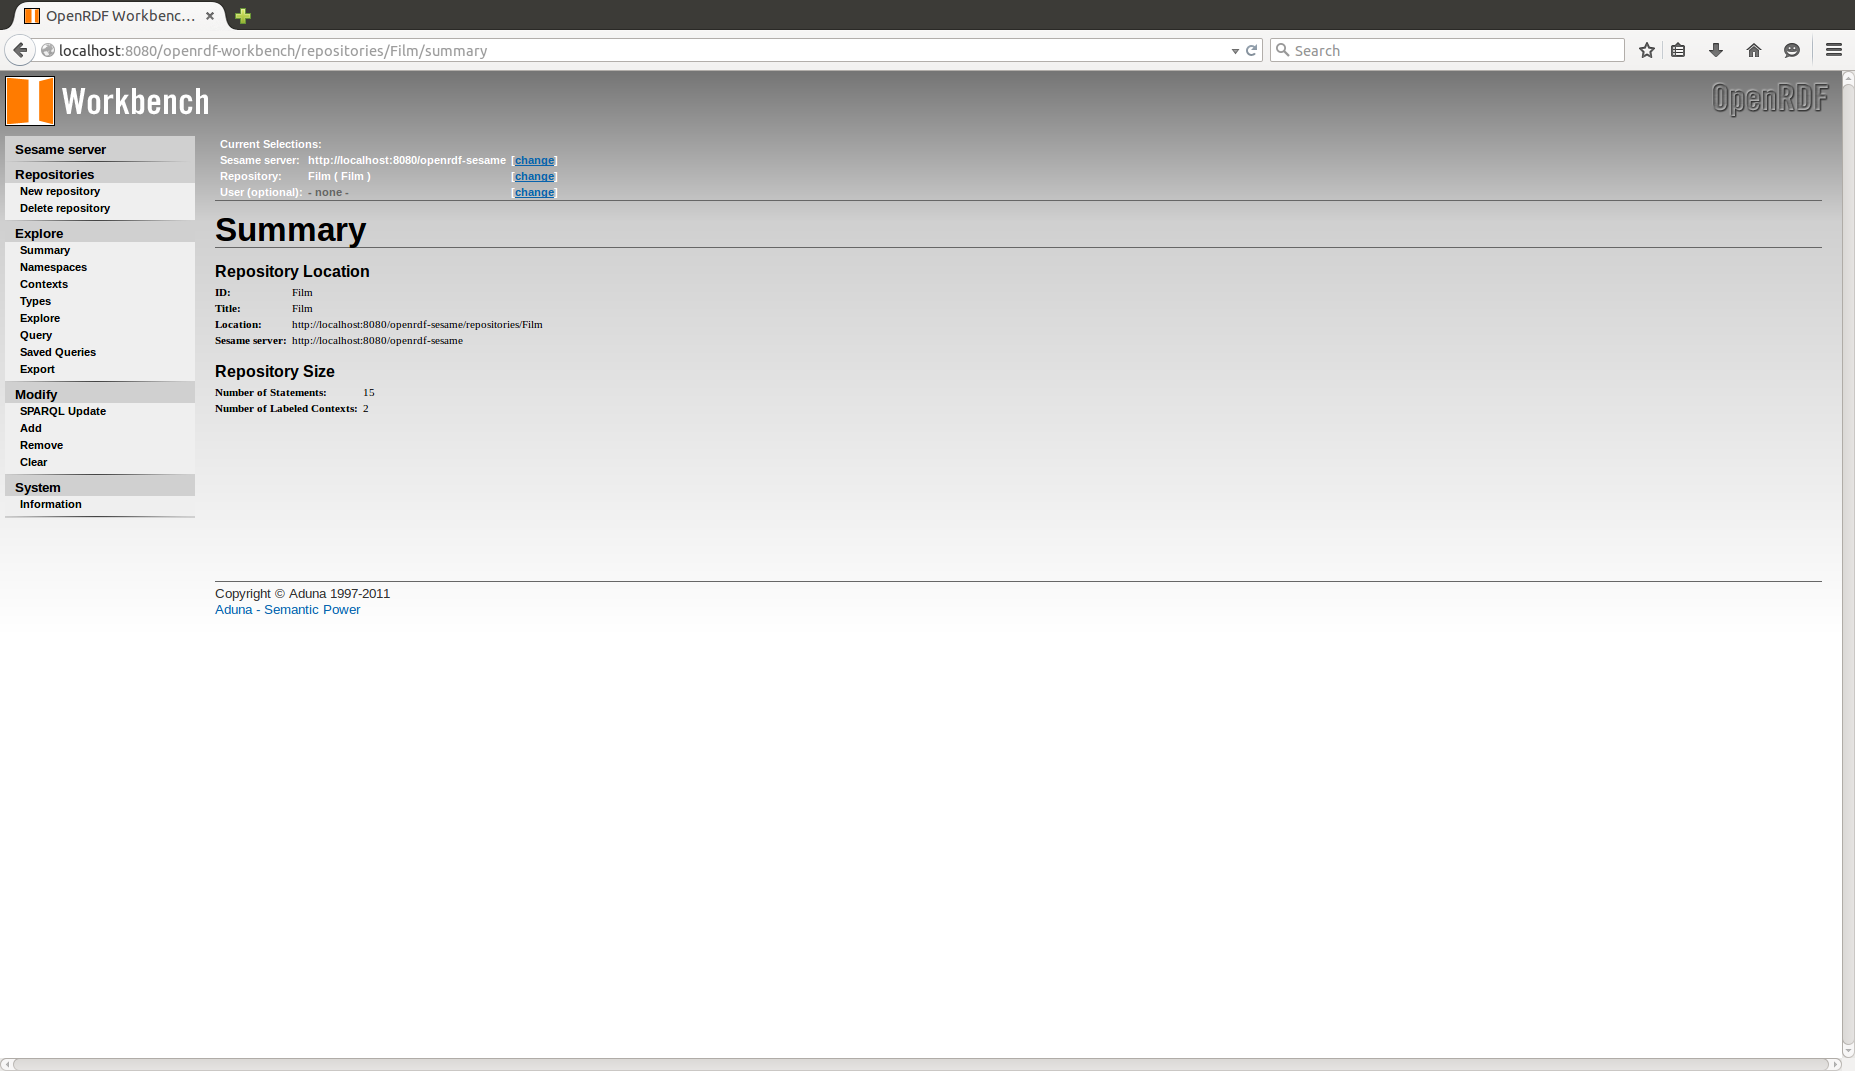 OpenRDF Workbenc...
localhost:8080/openrdf-workbench/repositories/Film/summary
Search
Workbench
OpenRDF
Sesame server
Repositories
New repository
Delete repository
Explore
Summary
Namespaces
Contexts
Types
Explore
Query
Saved Queries
Export
Modify
SPARQL Update
Add
Remove
Clear
System
Information
Current Selections:
Sesame server: http://localhost:8080/openrdf-sesame [change]
Repository: Film ( Film ) [change]
User (optional): - none - [change]
Summary
Repository Location
ID: Film
Title: Film
Location: http://localhost:8080/openrdf-sesame/repositories/Film
Sesame server: http://localhost:8080/openrdf-sesame
Repository Size
Number of Statements: 15
Number of Labeled Contexts: 2
Copyright © Aduna 1997-2011
Aduna - Semantic Power